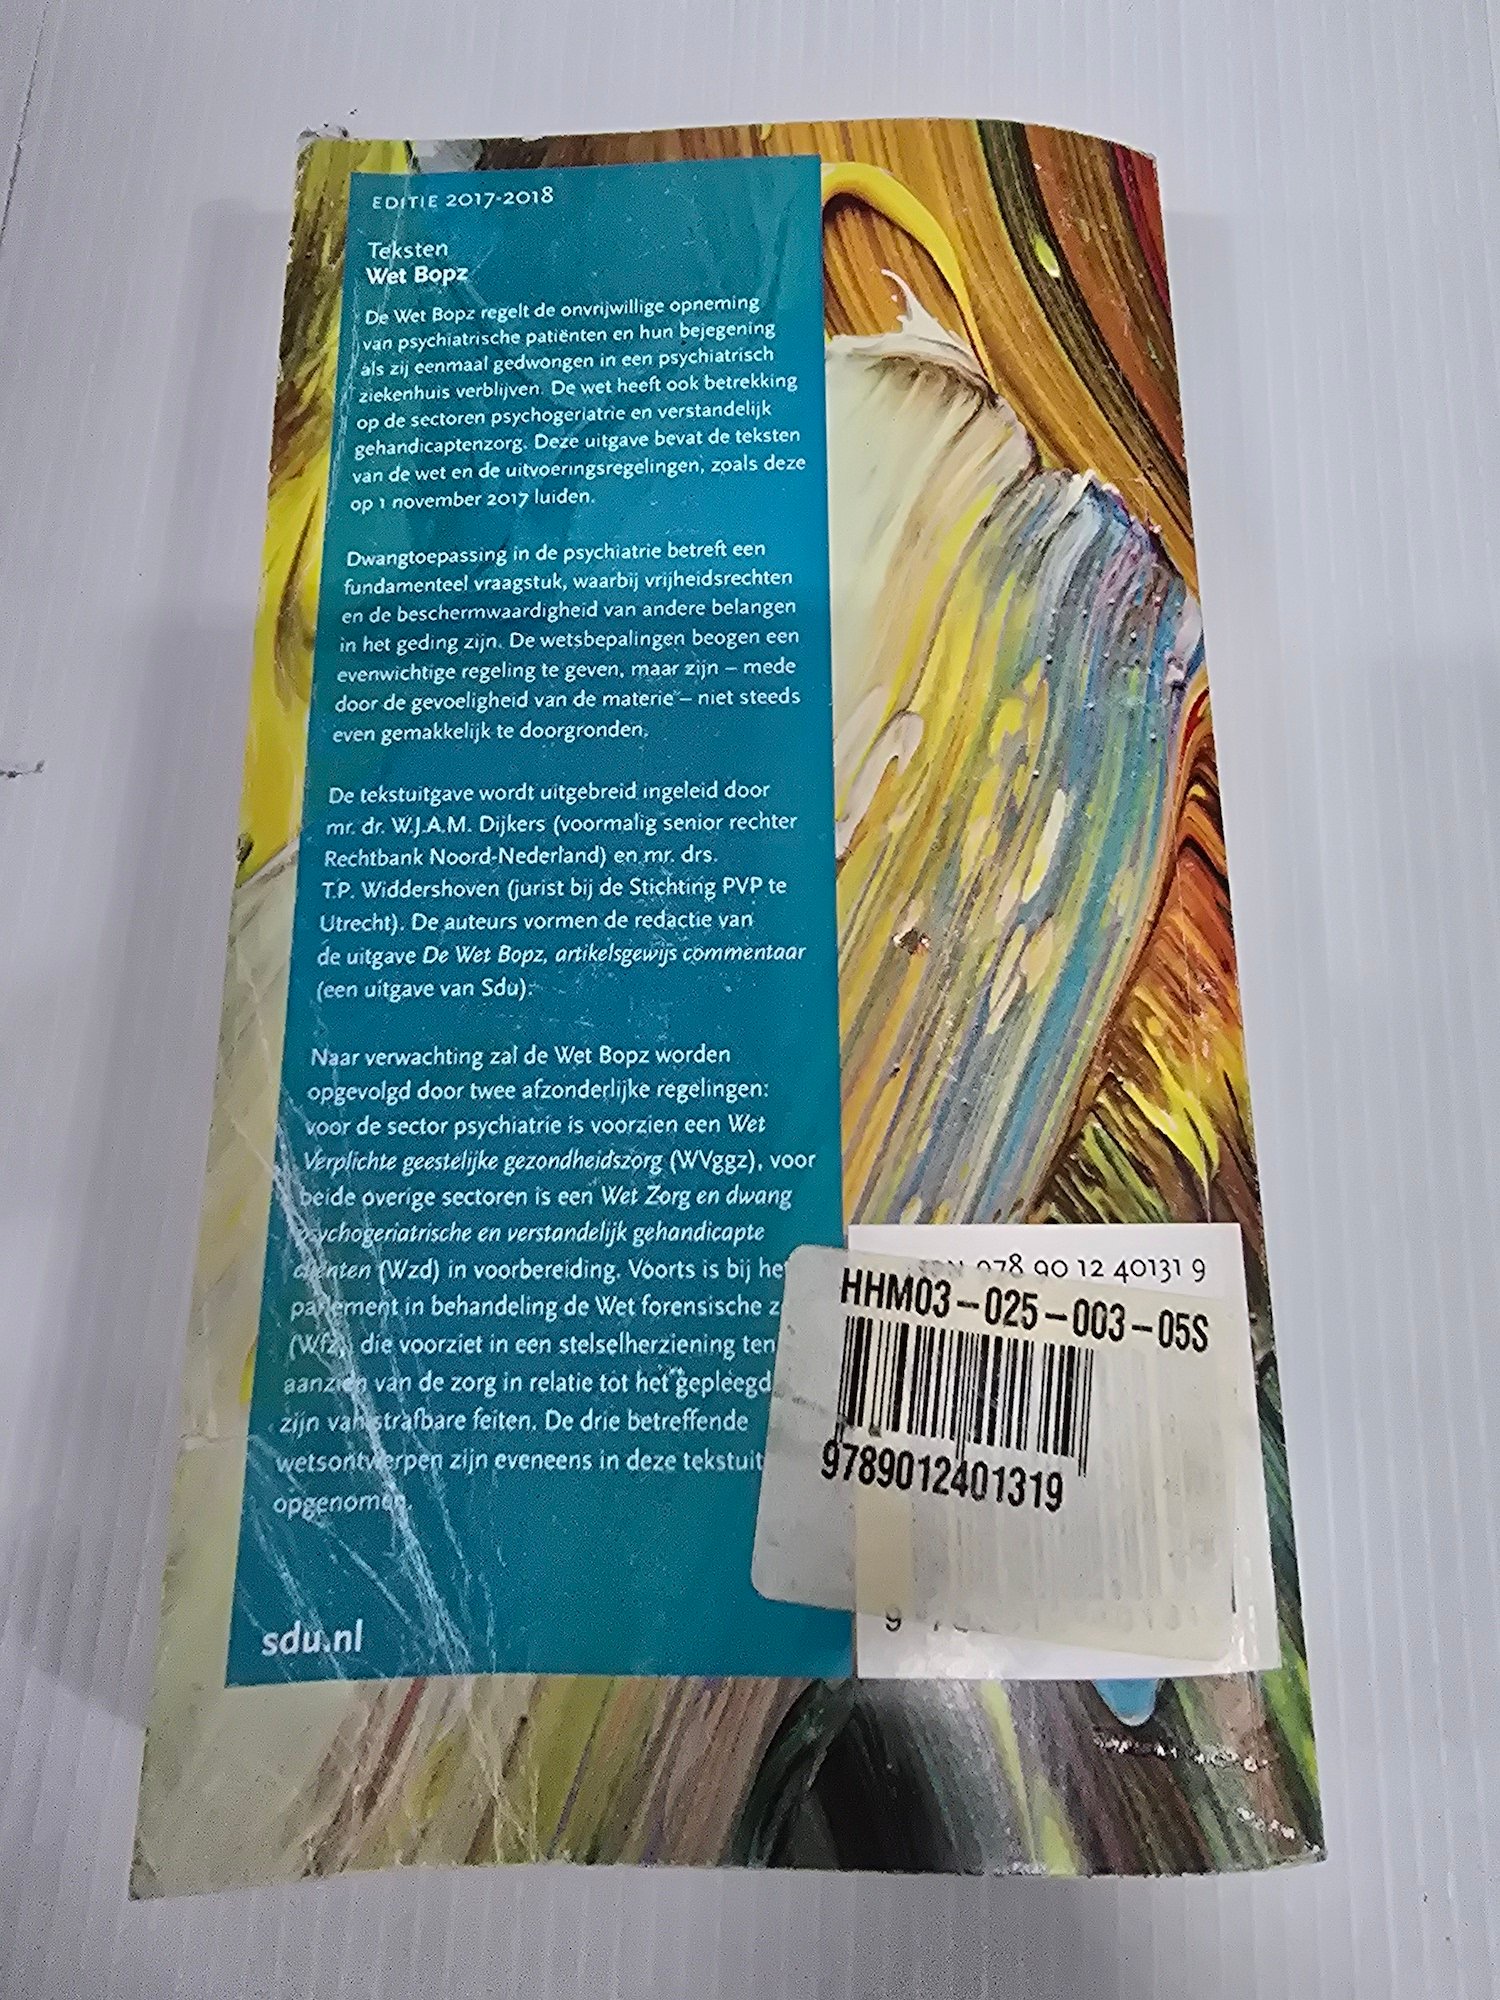 EDITIE 2017-2018
Teksten
Wet Bopz
De Wet Bopz regelt de onvrijwillige opneming
van psychiatrische patiënten en hun bejegening
als zij eenmaal gedwongen in een psychiatrisch
ziekenhuis verblijven. De wet heeft ook betrekking
op de sectoren psychogeriatrie en verstandelijk
gehandicaptenzorg. Deze uitgave bevat de teksten
van de wet en de uitvoeringsregelingen, zoals deze
op 1 november 2017 luiden.
Dwangtoepassing in de psychiatrie betreft een
fundamenteel vraagstuk, waarbij vrijheidsrechten
en de beschermwaardigheid van andere belangen
in het geding zijn. De wetsbepalingen beogen een
evenwichtige regeling te geven, maar zijn – mede
door de gevoeligheid van de materie – niet steeds
even gemakkelijk te doorgronden.
De tekstuitgave wordt uitgebreid ingeleid door
mr. dr. W.J.A.M. Dijkers (voormalig senior rechter
Rechtbank Noord-Nederland) en mr. drs.
T.P. Widdershoven (jurist bij de Stichting PVP te
Utrecht). De auteurs vormen de redactie van
de uitgave De Wet Bopz, artikelsgewijs commentaar
(een uitgave van Sdu).
Naar verwachting zal de Wet Bopz worden
opgevolgd door twee afzonderlijke regelingen:
voor de sector psychiatrie is voorzien een Wet
Verplichte geestelijke gezondheidszorg (WVggz), voor
beide overige sectoren is een Wet Zorg en dwang
psychogeriatrische en verstandelijk gehandicapte
cliënten (Wzd) in voorbereiding. Voorts is bij het
parlement in behandeling de Wet forensische
(Wfz), die voorziet in een stelselherziening ten
aanzien van de zorg in relatie tot het gepleegd
zijn van strafbare feiten. De drie betreffende
wetsontwerpen zijn eveneens in deze
opgenomen.
sdu.nl
ISBN 978 90 12 40131 9
HHM03-025-003-05S
9789012401319